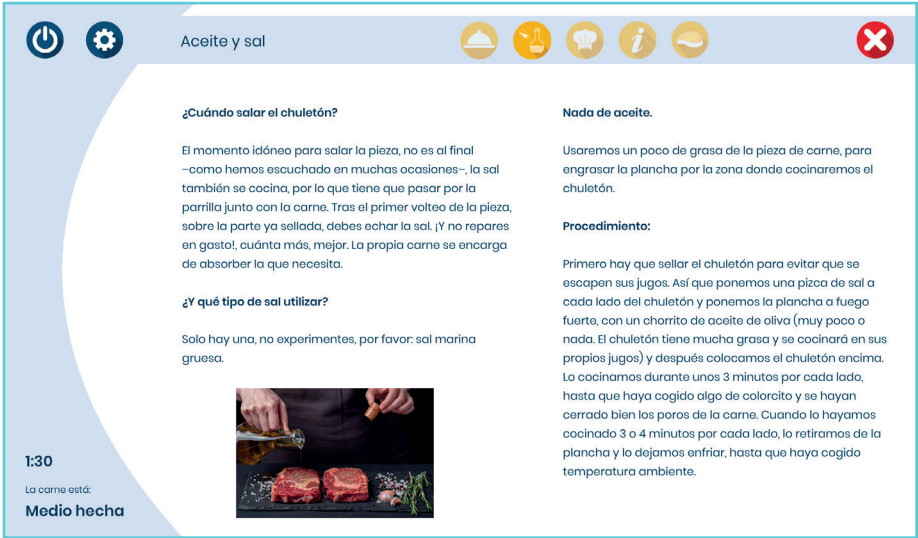 Aceite y sal
¿Cuándo salar el chuletón?
El momento idóneo para salar la pieza, no es al final
–como hemos escuchado en muchas ocasiones–, la sal
también se cocina, por lo que tiene que pasar por la
parrilla junto con la carne. Tras el primer volteo de la pieza,
sobre la parte ya sellada, debes echar la sal. ¡Y no repares
en gasto!, cuánta más, mejor. La propia carne se encarga
de absorber la que necesita.
¿Y qué tipo de sal utilizar?
Solo hay una, no experimentes, por favor: sal marina
gruesa.
Nada de aceite.
Usaremos un poco de grasa de la pieza de carne, para
engrasar la plancha por la zona donde cocinaremos el
chuletón.
Procedimiento:
Primero hay que sellar el chuletón para evitar que se
escapen sus jugos. Así que ponemos una pizca de sal a
cada lado del chuletón y ponemos la plancha a fuego
fuerte, con un chorrito de aceite de oliva (muy poco o
nada. El chuletón tiene mucha grasa y se cocinará en sus
propios jugos) y después colocamos el chuletón encima.
Lo cocinamos durante unos 3 minutos por cada lado,
hasta que haya cogido algo de colorcito y se hayan
cerrado bien los poros de la carne. Cuando lo hayamos
cocinado 3 o 4 minutos por cada lado, lo retiramos de la
plancha y lo dejamos enfriar, hasta que haya cogido
temperatura ambiente.
1:30
La carne está:
Medio hecha